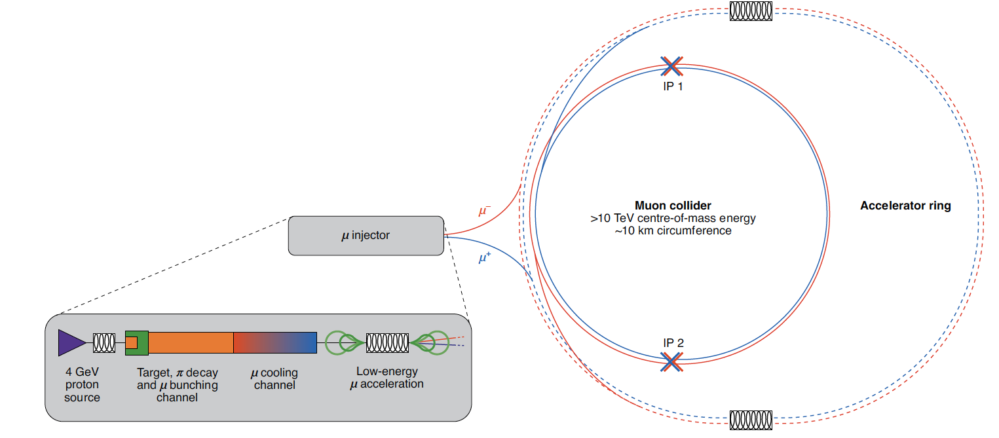 IP 1
Muon collider
>10 TeV centre-of-mass energy
~10 km circumference
Accelerator ring
μ⁻
μ injector
μ⁺
IP 2
4 GeV
proton
source
Target, π decay
and μ bunching
channel
μ cooling
channel
Low-energy
μ acceleration